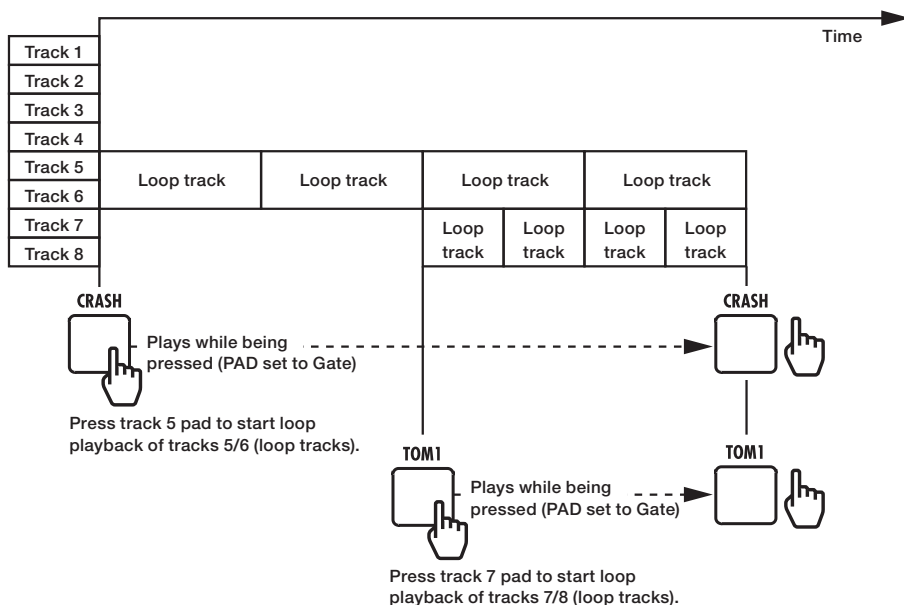 Time
Track 1
Track 2
Track 3
Track 4
Track 5
Track 6
Track 7
Track 8
Loop track
Loop track
Loop track
Loop track
Loop
track
Loop
track
Loop
track
Loop
track
CRASH
Plays while being
pressed (PAD set to Gate)
CRASH
Press track 5 pad to start loop
playback of tracks 5/6 (loop tracks).
TOM1
Plays while being
pressed (PAD set to Gate)
TOM1
Press track 7 pad to start loop
playback of tracks 7/8 (loop tracks).